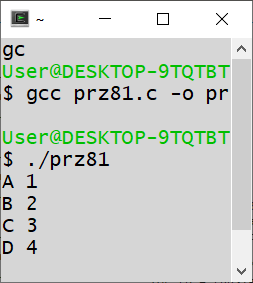 ~
gc
User@DESKTOP-9TQTBT
$ gcc prz81.c -o pr
User@DESKTOP-9TQTBT
$ ./prz81
A 1
B 2
C 3
D 4